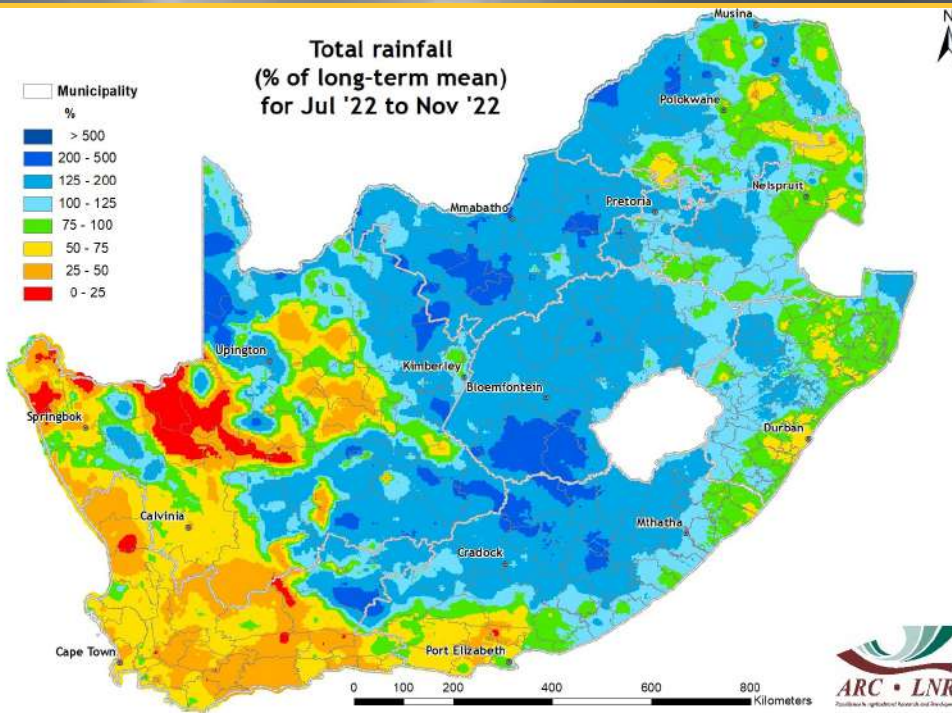 Total rainfall
(% of long-term mean)
for Jul '22 to Nov '22
N
Municipality
%
> 500
200 - 500
125 - 200
100 - 125
75 - 100
50 - 75
25 - 50
0 - 25
Musina
Polokwane
Nelspruit
Mmabatho
Pretoria
Upington
Kimberley
Bloemfontein
Springbok
Durban
Calvinia
Mthatha
Cradock
Cape Town
Port Elizabeth
0 100 200 400 600 800
Kilometers
ARC • LNR